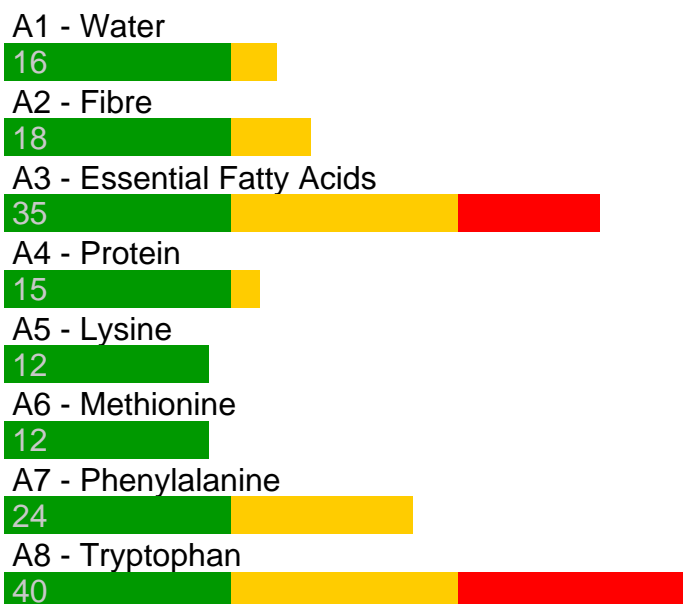 A1 - Water
16
A2 - Fibre
18
A3 - Essential Fatty Acids
35
A4 - Protein
15
A5 - Lysine
12
A6 - Methionine
12
A7 - Phenylalanine
24
A8 - Tryptophan
40